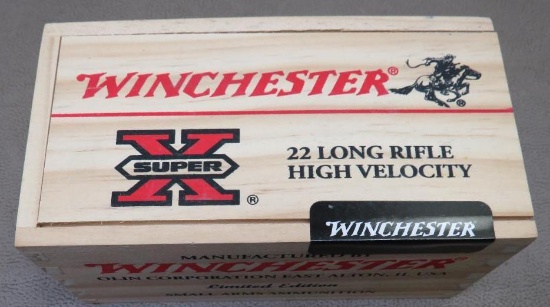 WINCHESTER®
X
SUPER
®
22 LONG RIFLE
HIGH VELOCITY
WINCHESTER
MANUFACTURED BY
WINCHESTER
OLIN CORPORATION EAST ALTON, IL USA
Limited Edition
SMALL ARMS AMMUNITION